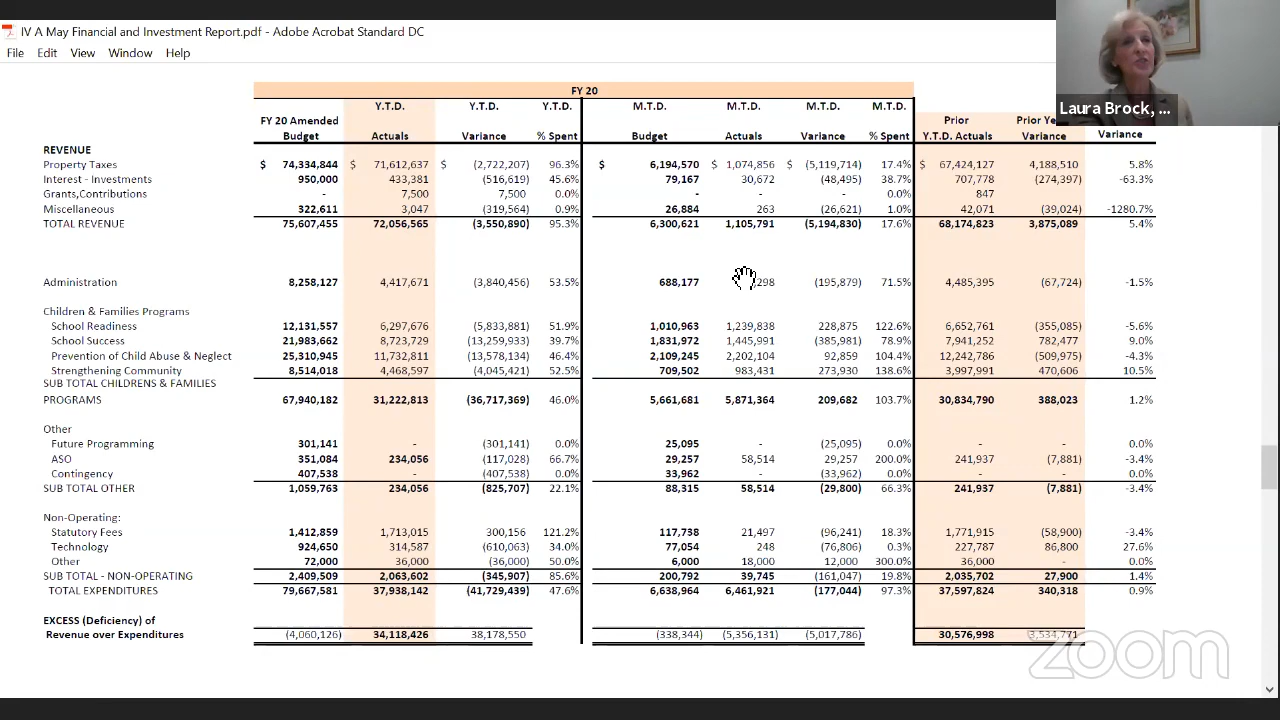 IV A May Financial and Investment Report.pdf - Adobe Acrobat Standard DC
File Edit View Window Help
Laura Brock, ...
FY 20
Y.T.D. Y.T.D. Y.T.D. M.T.D. M.T.D. M.T.D. M.T.D.
FY 20 Amended Prior Prior Ye
Budget Actuals Variance % Spent Budget Actuals Variance % Spent Y.T.D. Actuals Variance Variance
REVENUE
Property Taxes $ 74,334,844 $ 71,612,637 $ (2,722,207) 96.3% $ 6,194,570 $ 1,074,856 $ (5,119,714) 17.4% $ 67,424,127 4,188,510 5.8%
Interest - Investments 950,000 433,381 (516,619) 45.6% 79,167 30,672 (48,495) 38.7% 707,778 (274,397) -63.3%
Grants,Contributions - 7,500 7,500 0.0% - - - 0.0% 847
Miscellaneous 322,611 3,047 (319,564) 0.9% 26,884 263 (26,621) 1.0% 42,071 (39,024) -1280.7%
TOTAL REVENUE 75,607,455 72,056,565 (3,550,890) 95.3% 6,300,621 1,105,791 (5,194,830) 17.6% 68,174,823 3,875,089 5.4%
Administration 8,258,127 4,417,671 (3,840,456) 53.5% 688,177 298 (195,879) 71.5% 4,485,395 (67,724) -1.5%
Children & Families Programs
School Readiness 12,131,557 6,297,676 (5,833,881) 51.9% 1,010,963 1,239,838 228,875 122.6% 6,652,761 (355,085) -5.6%
School Success 21,983,662 8,723,729 (13,259,933) 39.7% 1,831,972 1,445,991 (385,981) 78.9% 7,941,252 782,477 9.0%
Prevention of Child Abuse & Neglect 25,310,945 11,732,811 (13,578,134) 46.4% 2,109,245 2,202,104 92,859 104.4% 12,242,786 (509,975) -4.3%
Strengthening Community 8,514,018 4,468,597 (4,045,421) 52.5% 709,502 983,431 273,930 138.6% 3,997,991 470,606 10.5%
SUB TOTAL CHILDRENS & FAMILIES
PROGRAMS 67,940,182 31,222,813 (36,717,369) 46.0% 5,661,681 5,871,364 209,682 103.7% 30,834,790 388,023 1.2%
Other
Future Programming 301,141 - (301,141) 0.0% 25,095 - (25,095) 0.0% - - 0.0%
ASO 351,084 234,056 (117,028) 66.7% 29,257 58,514 29,257 200.0% 241,937 (7,881) -3.4%
Contingency 407,538 - (407,538) 0.0% 33,962 - (33,962) 0.0% - - 0.0%
SUB TOTAL OTHER 1,059,763 234,056 (825,707) 22.1% 88,315 58,514 (29,800) 66.3% 241,937 (7,881) -3.4%
Non-Operating:
Statutory Fees 1,412,859 1,713,015 300,156 121.2% 117,738 21,497 (96,241) 18.3% 1,771,915 (58,900) -3.4%
Technology 924,650 314,587 (610,063) 34.0% 77,054 248 (76,806) 0.3% 227,787 86,800 27.6%
Other 72,000 36,000 (36,000) 50.0% 6,000 18,000 12,000 300.0% 36,000 - 0.0%
SUB TOTAL - NON-OPERATING 2,409,509 2,063,602 (345,907) 85.6% 200,792 39,745 (161,047) 19.8% 2,035,702 27,900 1.4%
TOTAL EXPENDITURES 79,667,581 37,938,142 (41,729,439) 47.6% 6,638,964 6,461,921 (177,044) 97.3% 37,597,824 340,318 0.9%
EXCESS (Deficiency) of
Revenue over Expenditures (4,060,126) 34,118,426 38,178,550 (338,344) (5,356,131) (5,017,786) 30,576,998 3,534,771
zoom